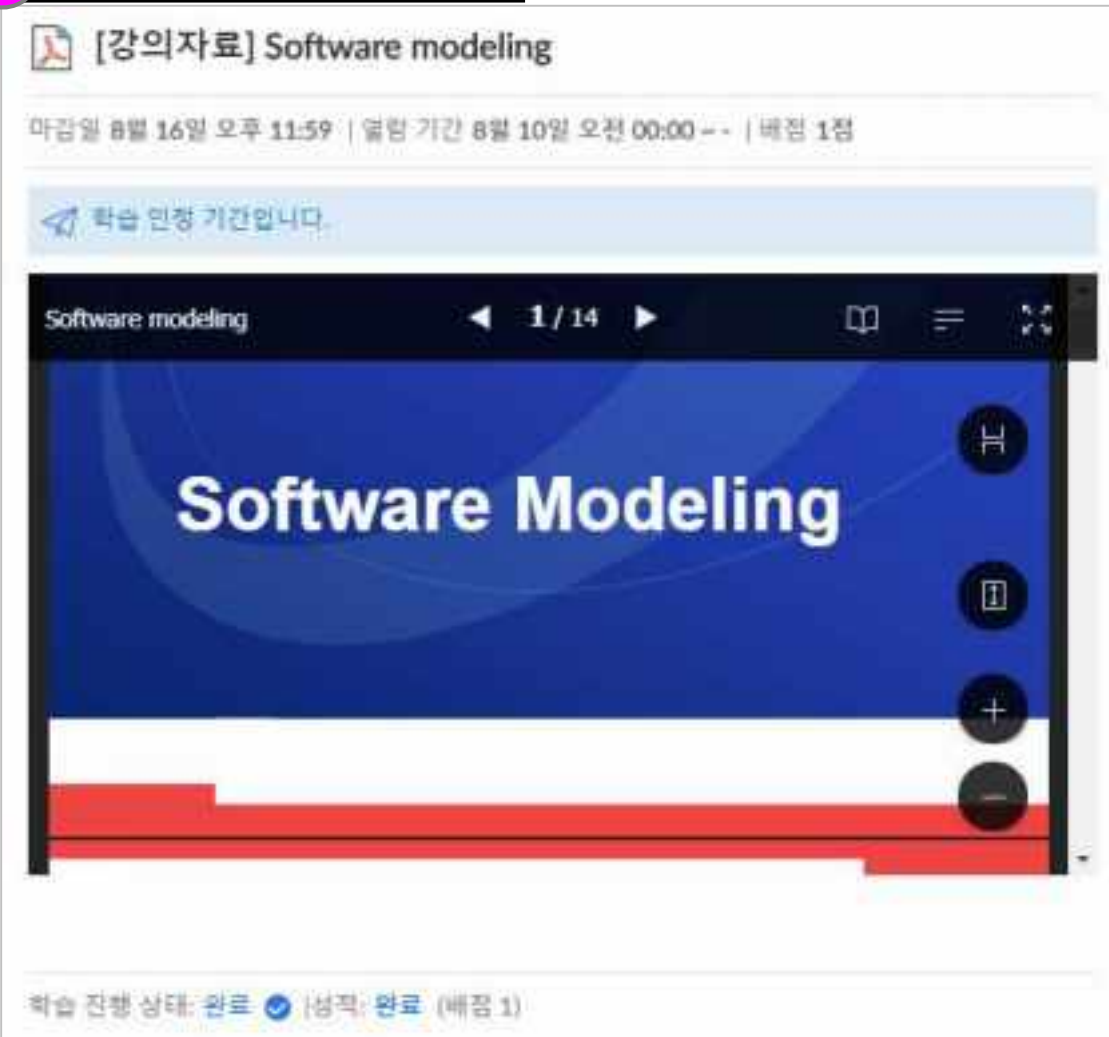 [강의자료] Software modeling
마감일 8월 16일 오후 11:59 | 열람 기간 8월 10일 오전 00:00 ~ - | 배점 1점
학습 인정 기간입니다.
Software modeling
1 / 14
Software Modeling
학습 진행 상태: 완료 |성적: 완료 (배점 1)